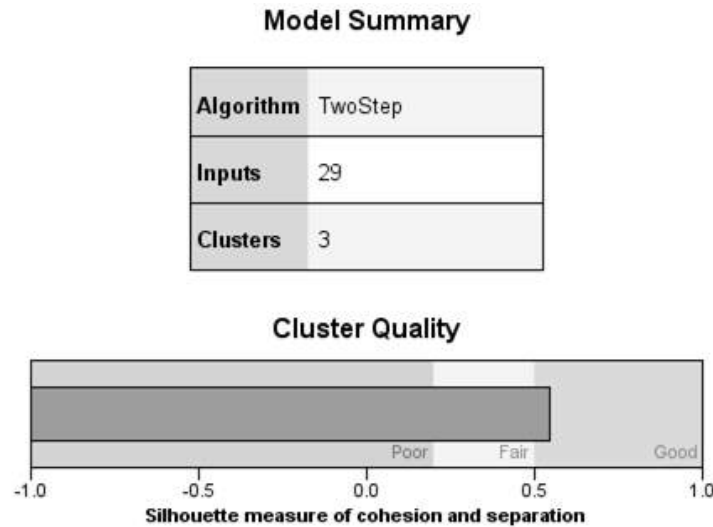 Model Summary
Algorithm TwoStep
Inputs 29
Clusters 3
Cluster Quality
Poor Fair Good
-1.0 -0.5 0.0 0.5 1.0
Silhouette measure of cohesion and separation